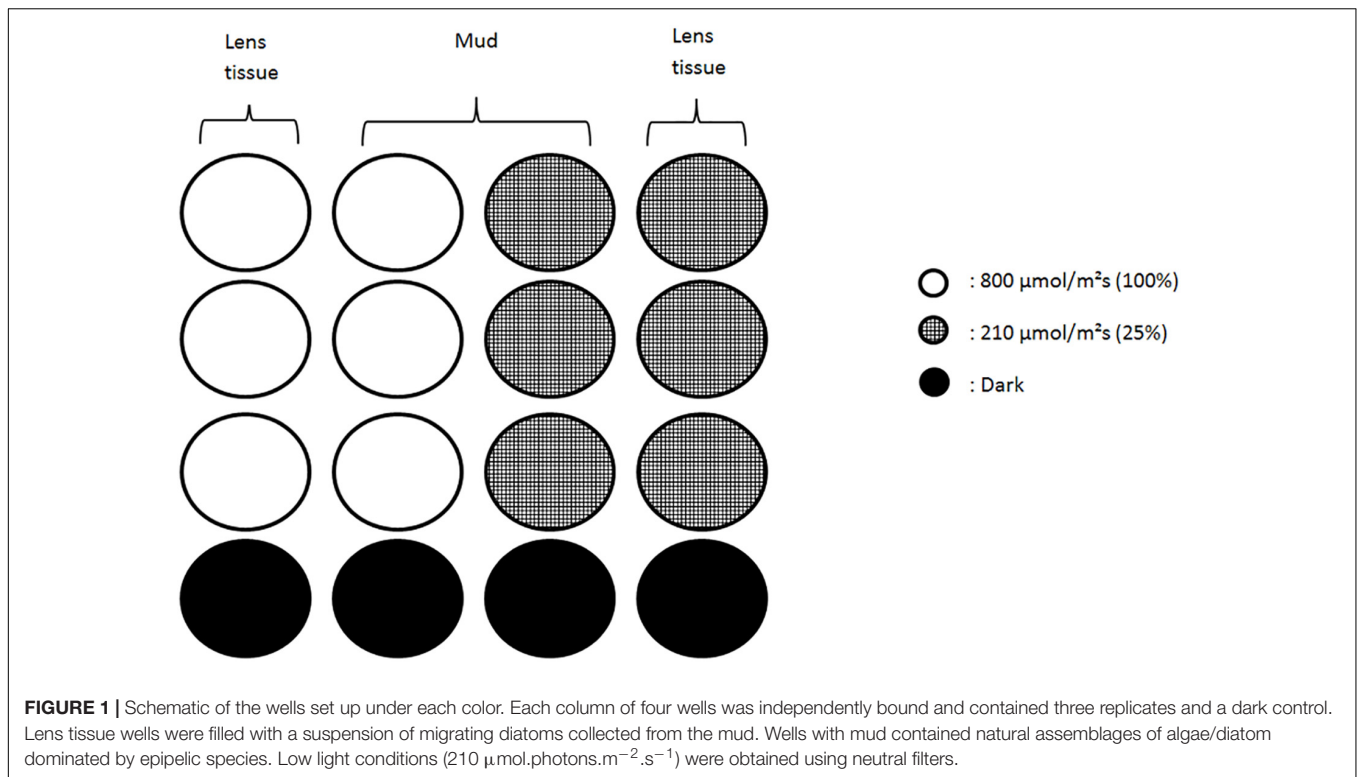 Lens
tissue
Mud
Lens
tissue
: 800 µmol/m²s (100%)
: 210 µmol/m²s (25%)
: Dark
FIGURE 1 | Schematic of the wells set up under each color. Each column of four wells was independently bound and contained three replicates and a dark control.
Lens tissue wells were filled with a suspension of migrating diatoms collected from the mud. Wells with mud contained natural assemblages of algae/diatom
dominated by epipelic species. Low light conditions (210 μmol.photons.m⁻².s⁻¹) were obtained using neutral filters.